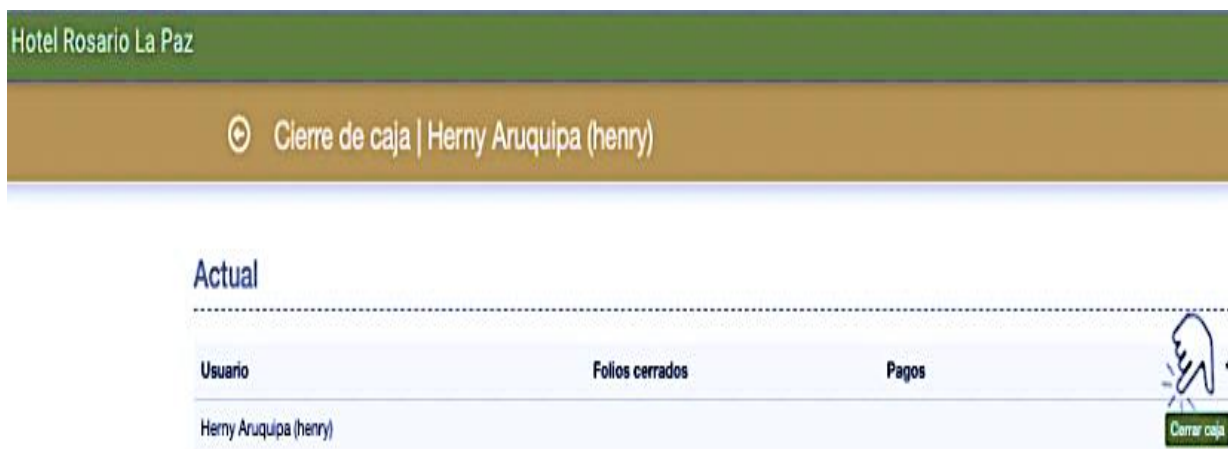 Hotel Rosario La Paz
Cierre de caja | Herny Aruquipa (henry)
Actual
Usuario Folios cerrados Pagos
Herny Aruquipa (henry) Cerrar caja